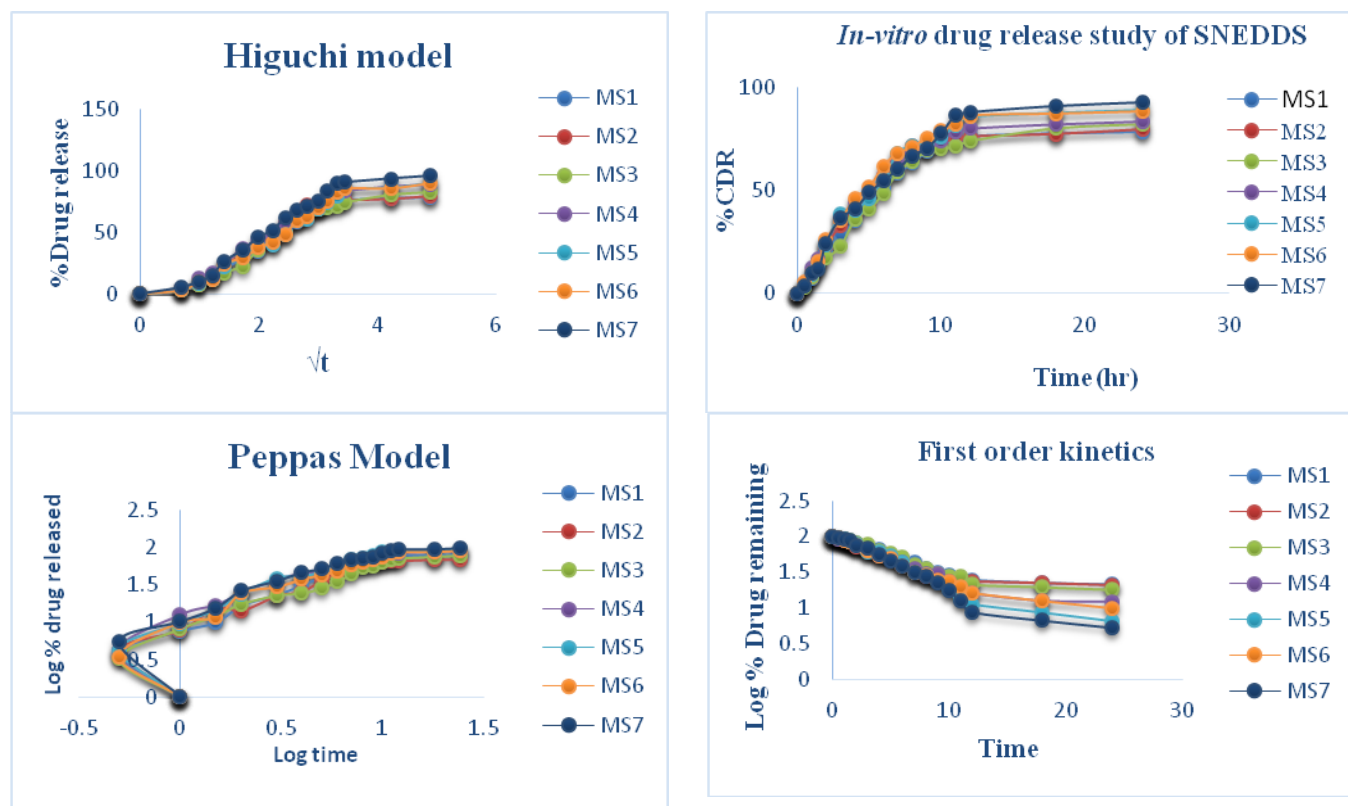 Higuchi model
%Drug release
150
100
50
0
0
2
4
6
√t
MS1
MS2
MS3
MS4
MS5
MS6
MS7
In-vitro drug release study of SNEDDS
%CDR
100
50
0
0
10
20
30
Time (hr)
MS1
MS2
MS3
MS4
MS5
MS6
MS7
Peppas Model
Log % drug released
2.5
2
1.5
1
0.5
0
-0.5
0
0.5
1
1.5
Log time
MS1
MS2
MS3
MS4
MS5
MS6
MS7
First order kinetics
Log % Drug remaining
2.5
2
1.5
1
0.5
0
0
10
20
30
Time
MS1
MS2
MS3
MS4
MS5
MS6
MS7